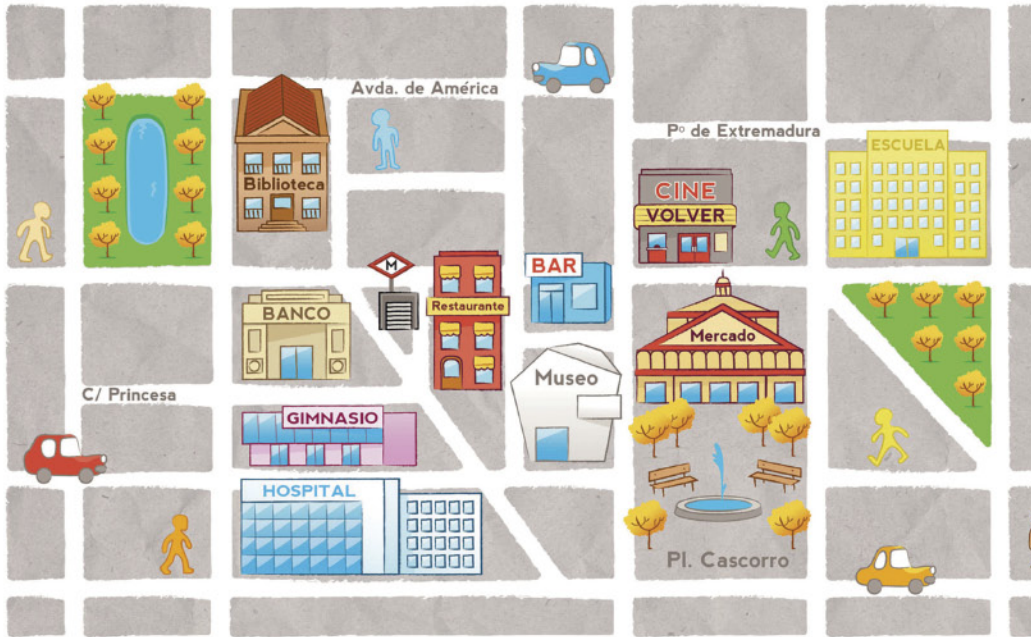 Avda. de América
Pº de Extremadura
ESCUELA
Biblioteca
CINE
VOLVER
M
BAR
BANCO
Restaurante
Mercado
Museo
C/ Princesa
GIMNASIO
HOSPITAL
Pl. Cascorro